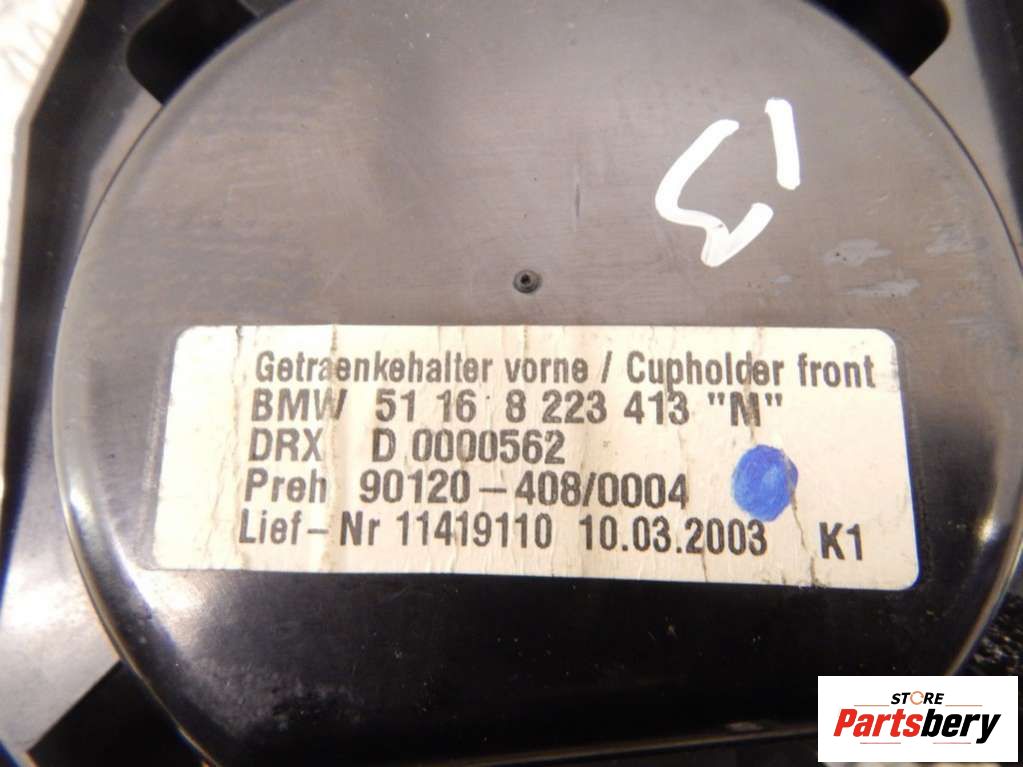 13
Getraenkehalter vorne / Cupholder front
BMW 51 16 8 223 413 "M"
DRX D 0000562
Preh 90120-408/0004
Lief-Nr 11419110 10.03.2003 K1
STORE
Partsbery